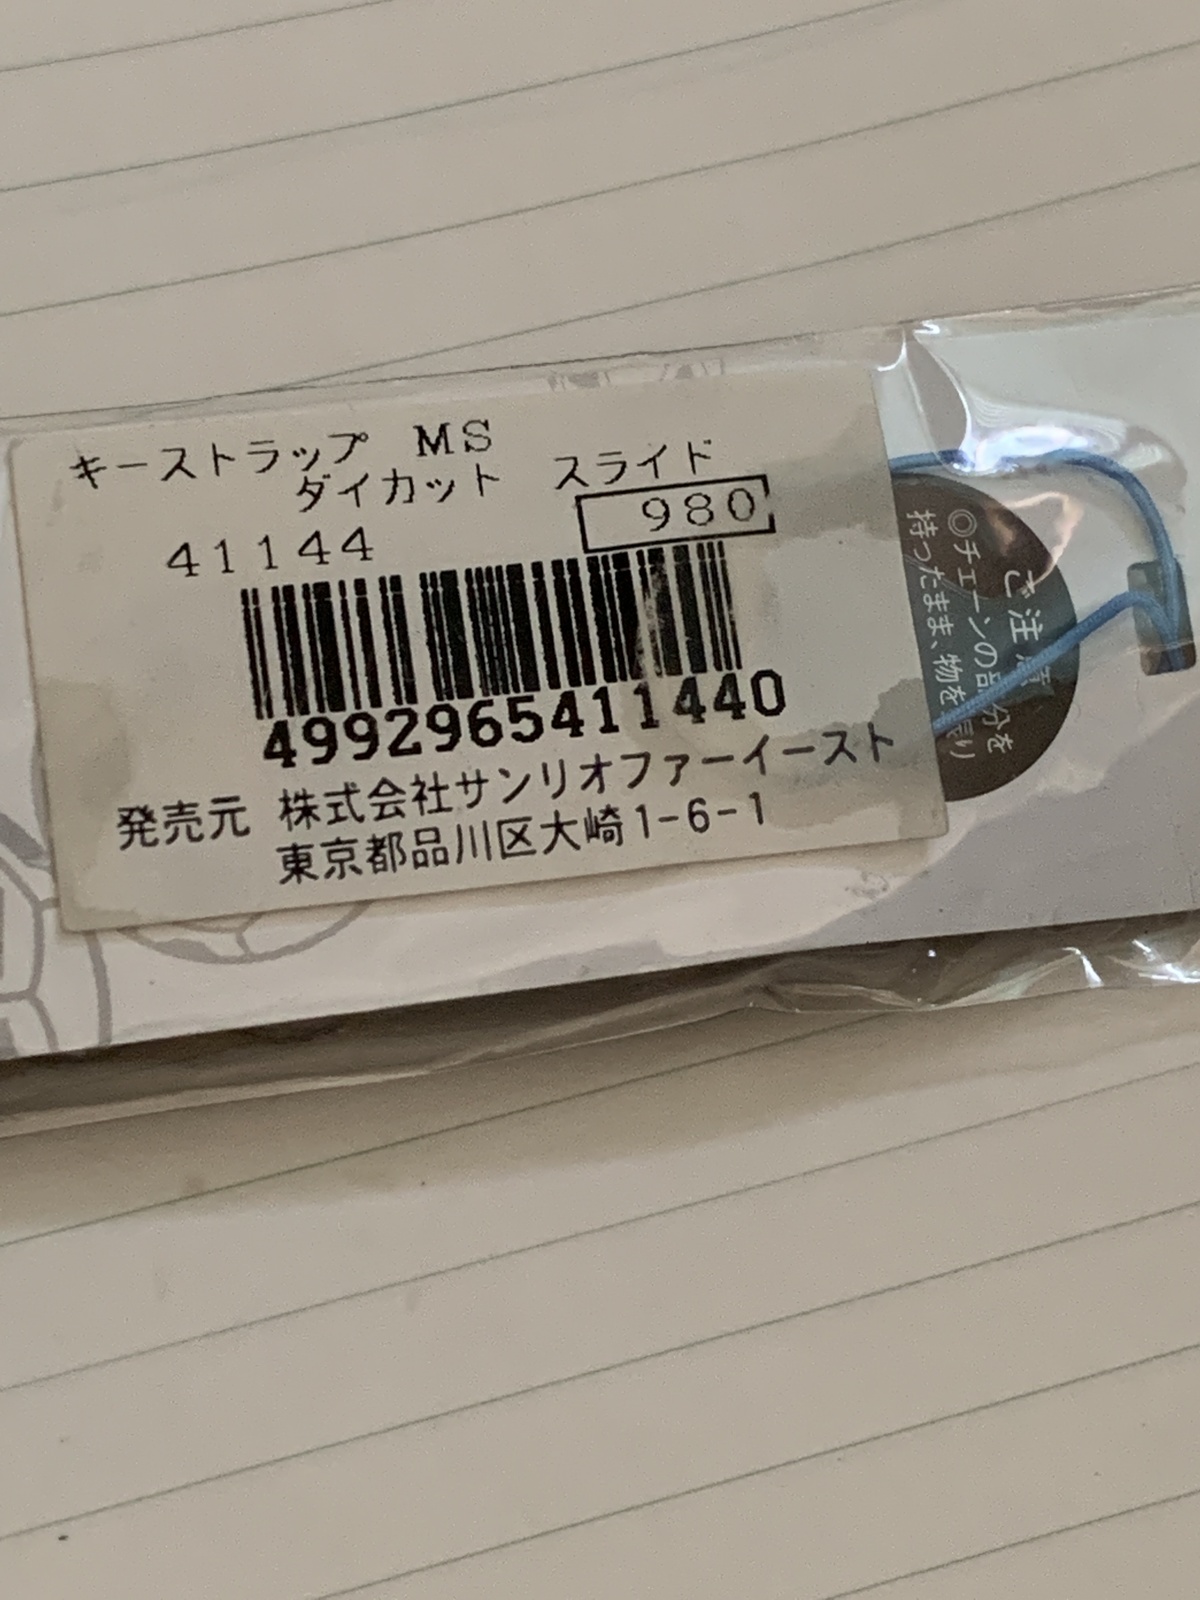 キーストラップ MS
ダイカット スライド
41144 980
4992965411440
発売元 株式会社サンリオファーイースト
東京都品川区大崎1-6-1
ご注意
◎チェーンの部分を
持ったまま、物を